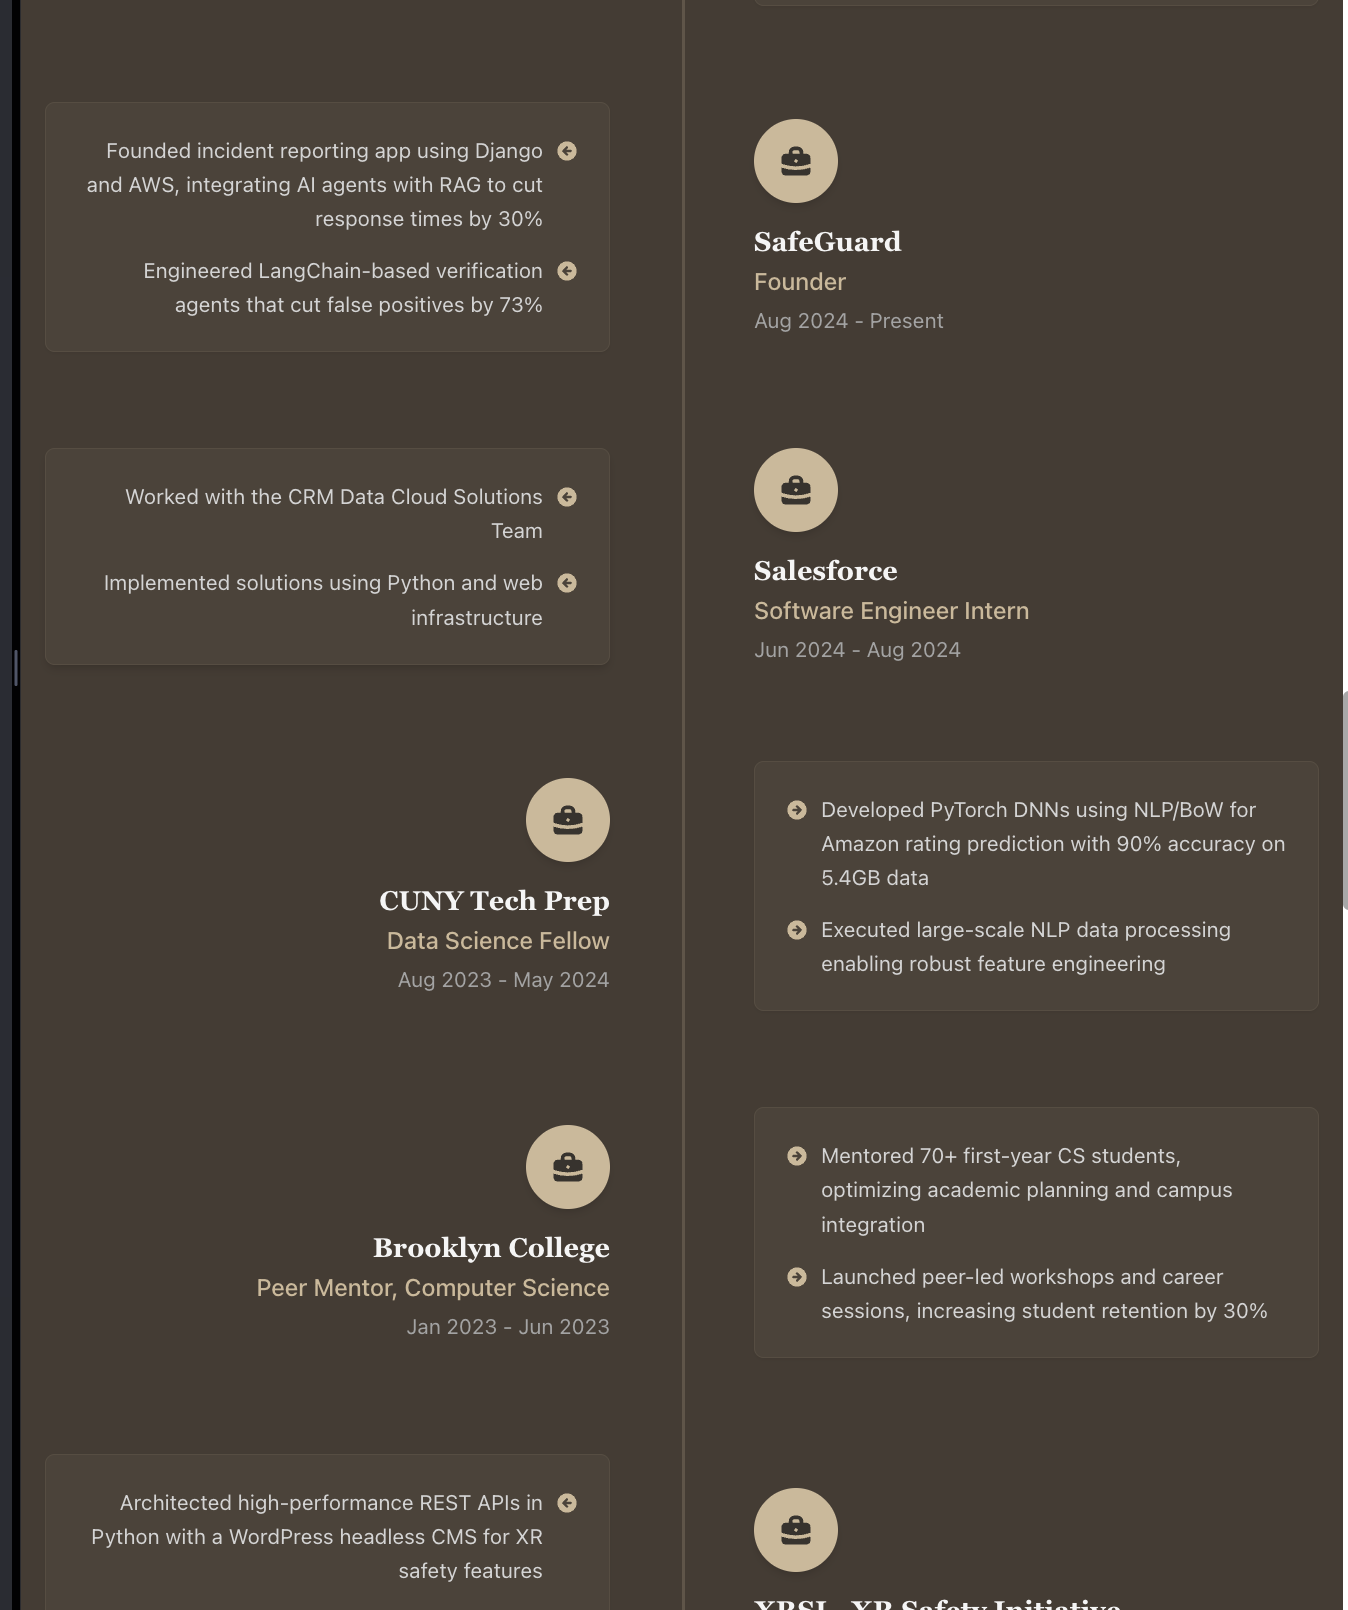 Founded incident reporting app using Django
and AWS, integrating AI agents with RAG to cut
response times by 30%
Engineered LangChain-based verification
agents that cut false positives by 73%
SafeGuard
Founder
Aug 2024 - Present
Worked with the CRM Data Cloud Solutions
Team
Implemented solutions using Python and web
infrastructure
Salesforce
Software Engineer Intern
Jun 2024 - Aug 2024
CUNY Tech Prep
Data Science Fellow
Aug 2023 - May 2024
Developed PyTorch DNNs using NLP/BoW for
Amazon rating prediction with 90% accuracy on
5.4GB data
Executed large-scale NLP data processing
enabling robust feature engineering
Brooklyn College
Peer Mentor, Computer Science
Jan 2023 - Jun 2023
Mentored 70+ first-year CS students,
optimizing academic planning and campus
integration
Launched peer-led workshops and career
sessions, increasing student retention by 30%
Architected high-performance REST APIs in
Python with a WordPress headless CMS for XR
safety features
XRSI - XR Safety Initiative